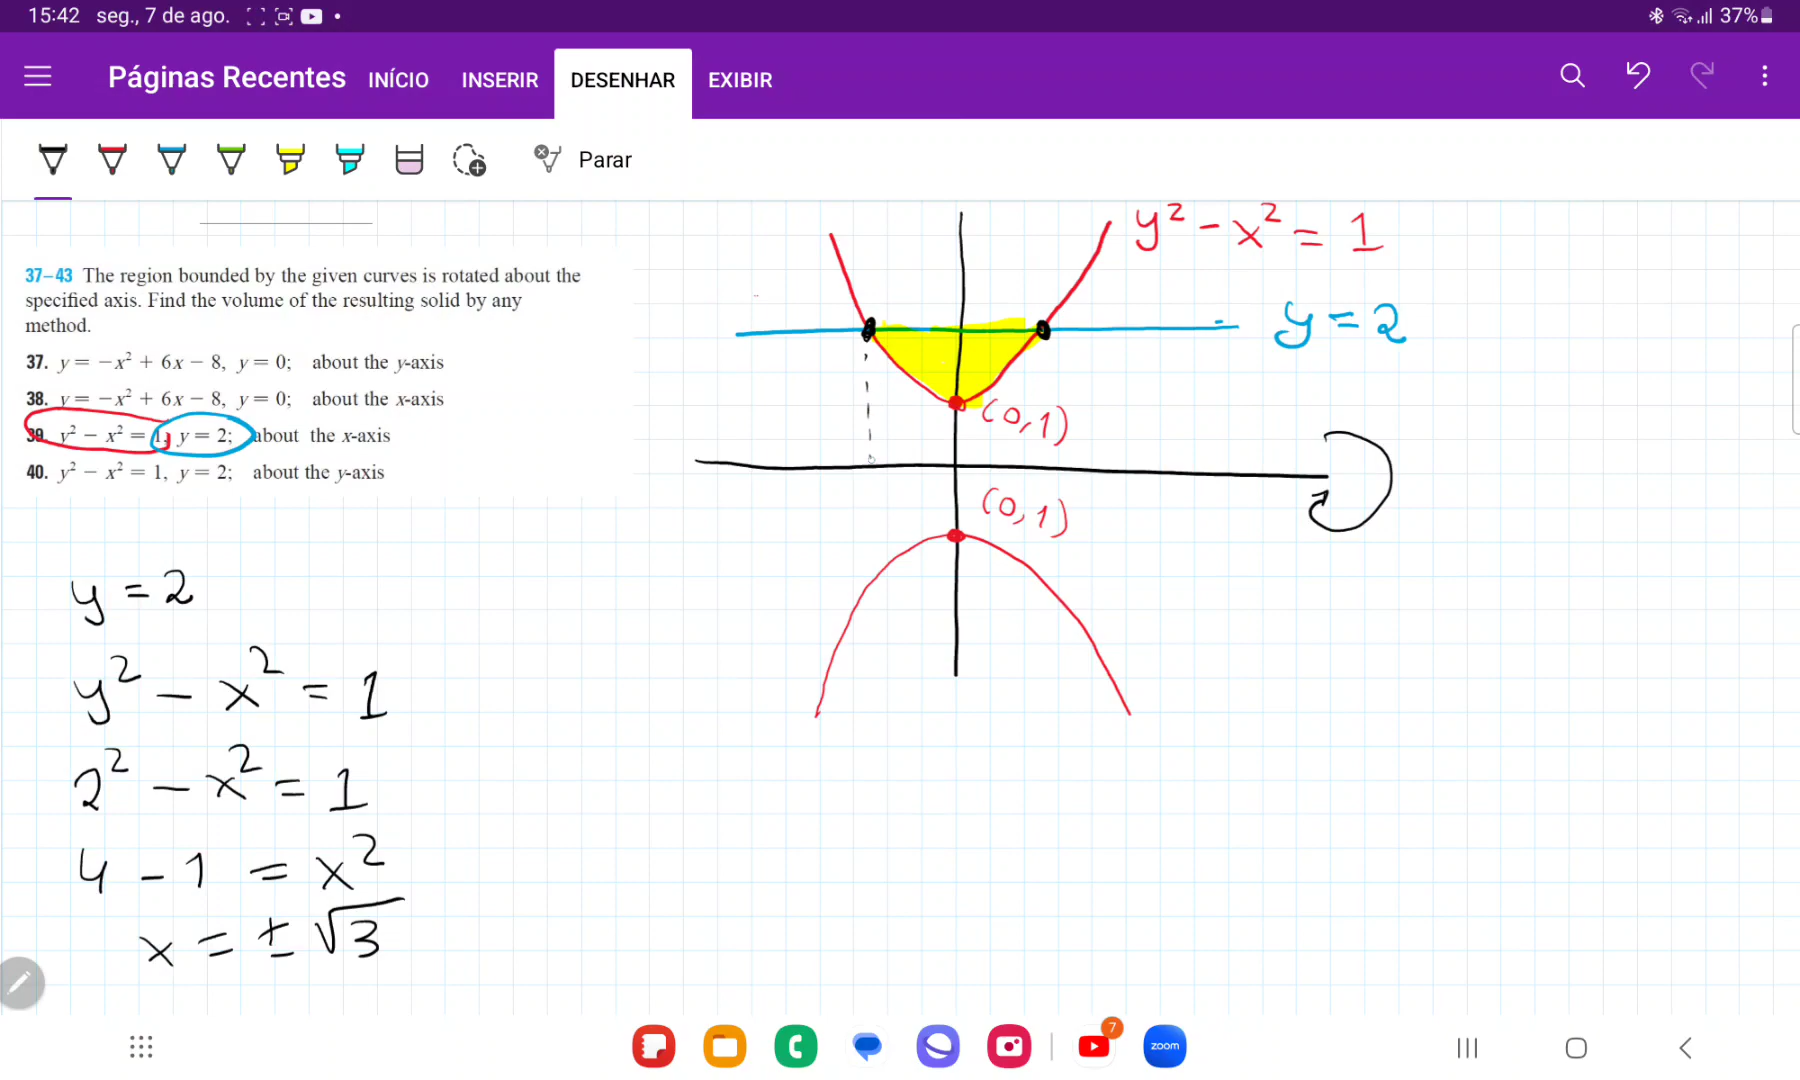 15:42 seg., 7 de ago.
37%
Páginas Recentes INÍCIO INSERIR DESENHAR EXIBIR
Parar
37–43 The region bounded by the given curves is rotated about the
specified axis. Find the volume of the resulting solid by any
method.
37. y = −x² + 6x − 8, y = 0; about the y-axis
38. y = −x² + 6x − 8, y = 0; about the x-axis
39. y² − x² = 1, y = 2; about the x-axis
40. y² − x² = 1, y = 2; about the y-axis
y = 2
y² − x² = 1
2² − x² = 1
4 − 1 = x²
x = ± √3
y² − x² = 1
y = 2
(0,1)
(0,1)
7
zoom